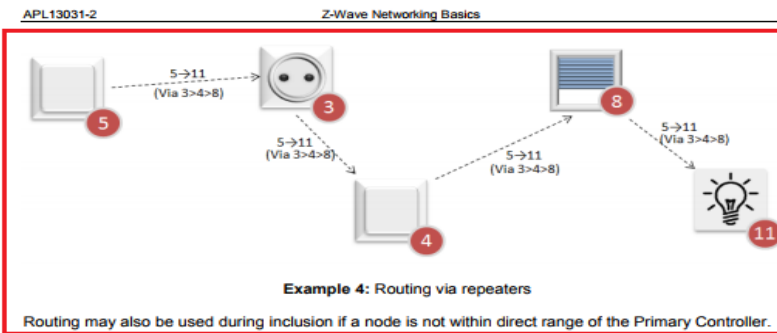 APL13031-2 Z-Wave Networking Basics
5→11
(Via 3>4>8)
5
3
5→11
(Via 3>4>8)
4
5→11
(Via 3>4>8)
8
5→11
(Via 3>4>8)
11
Example 4: Routing via repeaters
Routing may also be used during inclusion if a node is not within direct range of the Primary Controller.